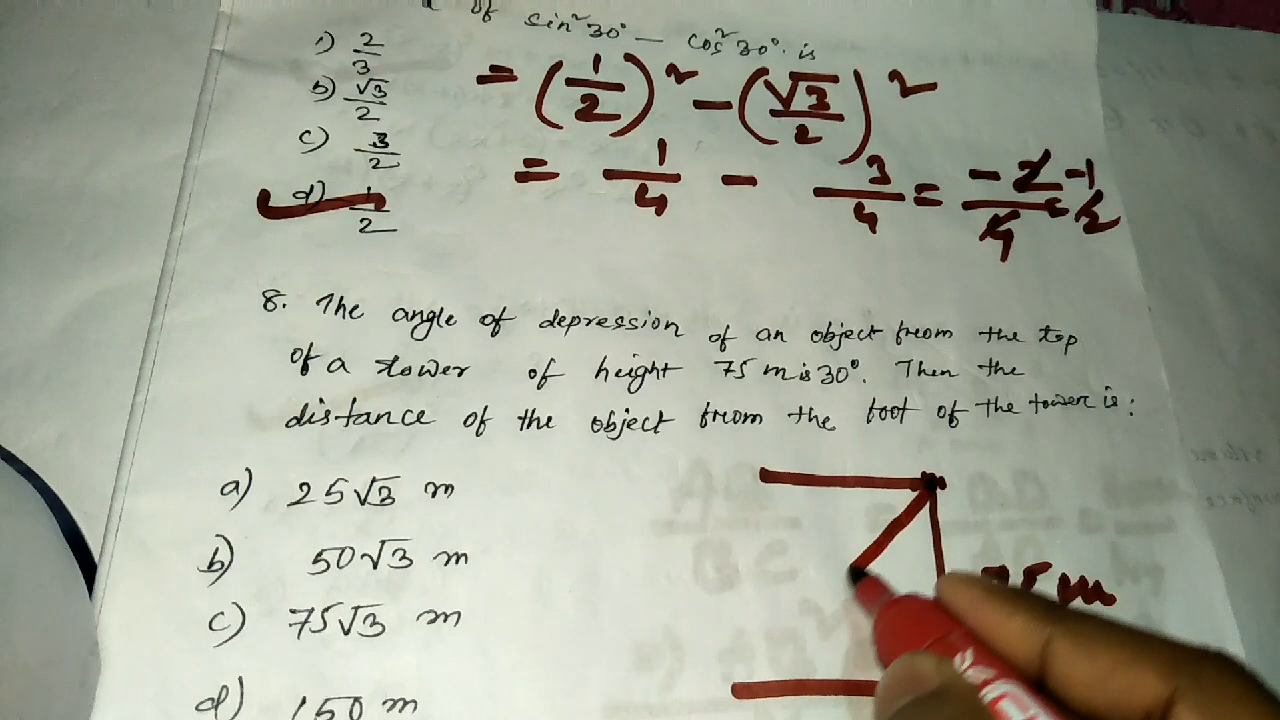 of sin²30° - cos²30° is
1) 2/3
b) √3/2
c) 3/2
d) 1/2
= (1/2)² - (√3/2)²
= 1/4 - 3/4 = -2/4 = -1/2
8. The angle of depression of an object from the top
of a tower of height 75 m is 30°. Then the
distance of the object from the foot of the tower is:
a) 25√3 m
b) 50√3 m
c) 75√3 m
d) 150 m
75 m